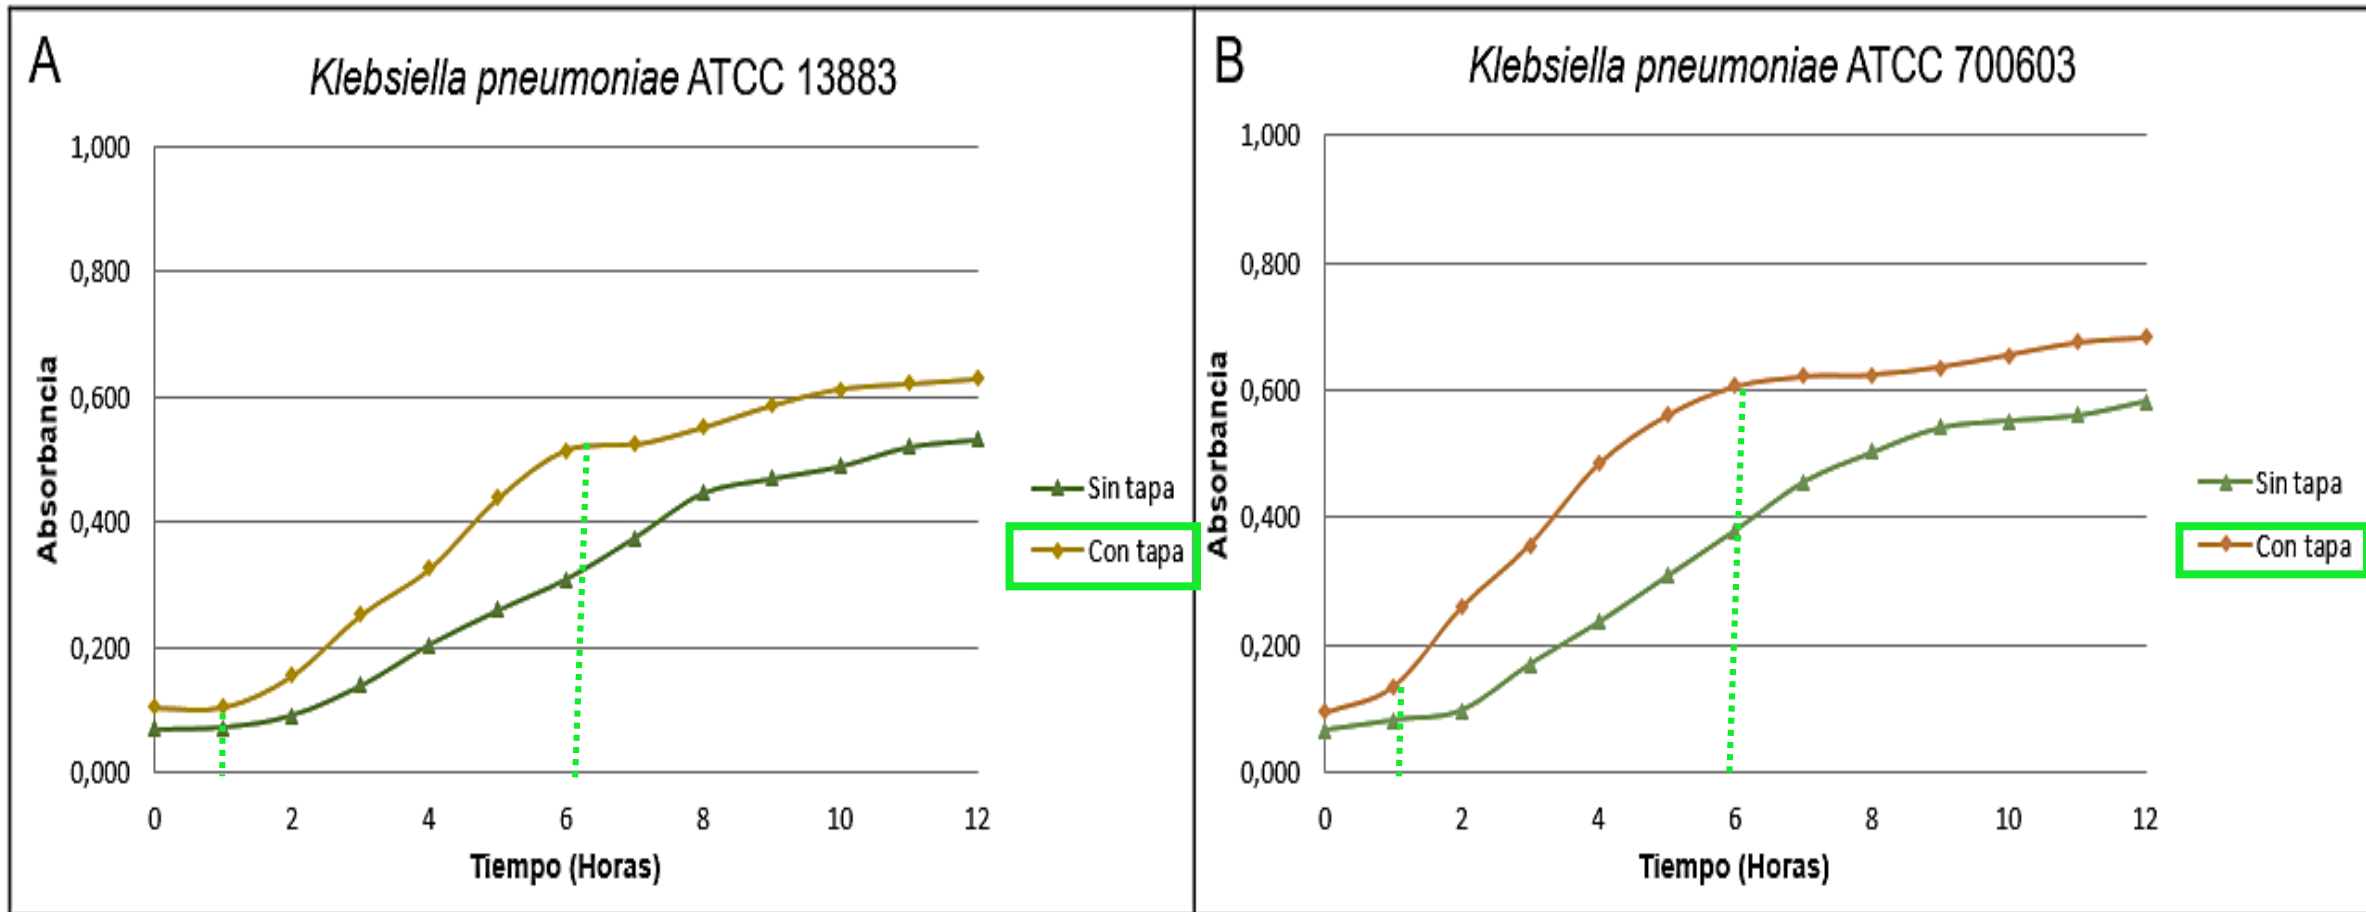 A
Klebsiella pneumoniae ATCC 13883
1,000
0,800
0,600
0,400
0,200
0,000
Absorbancia
0 2 4 6 8 10 12
Tiempo (Horas)
Sin tapa
Con tapa
B
Klebsiella pneumoniae ATCC 700603
1,000
0,800
0,600
0,400
0,200
0,000
Absorbancia
0 2 4 6 8 10 12
Tiempo (Horas)
Sin tapa
Con tapa